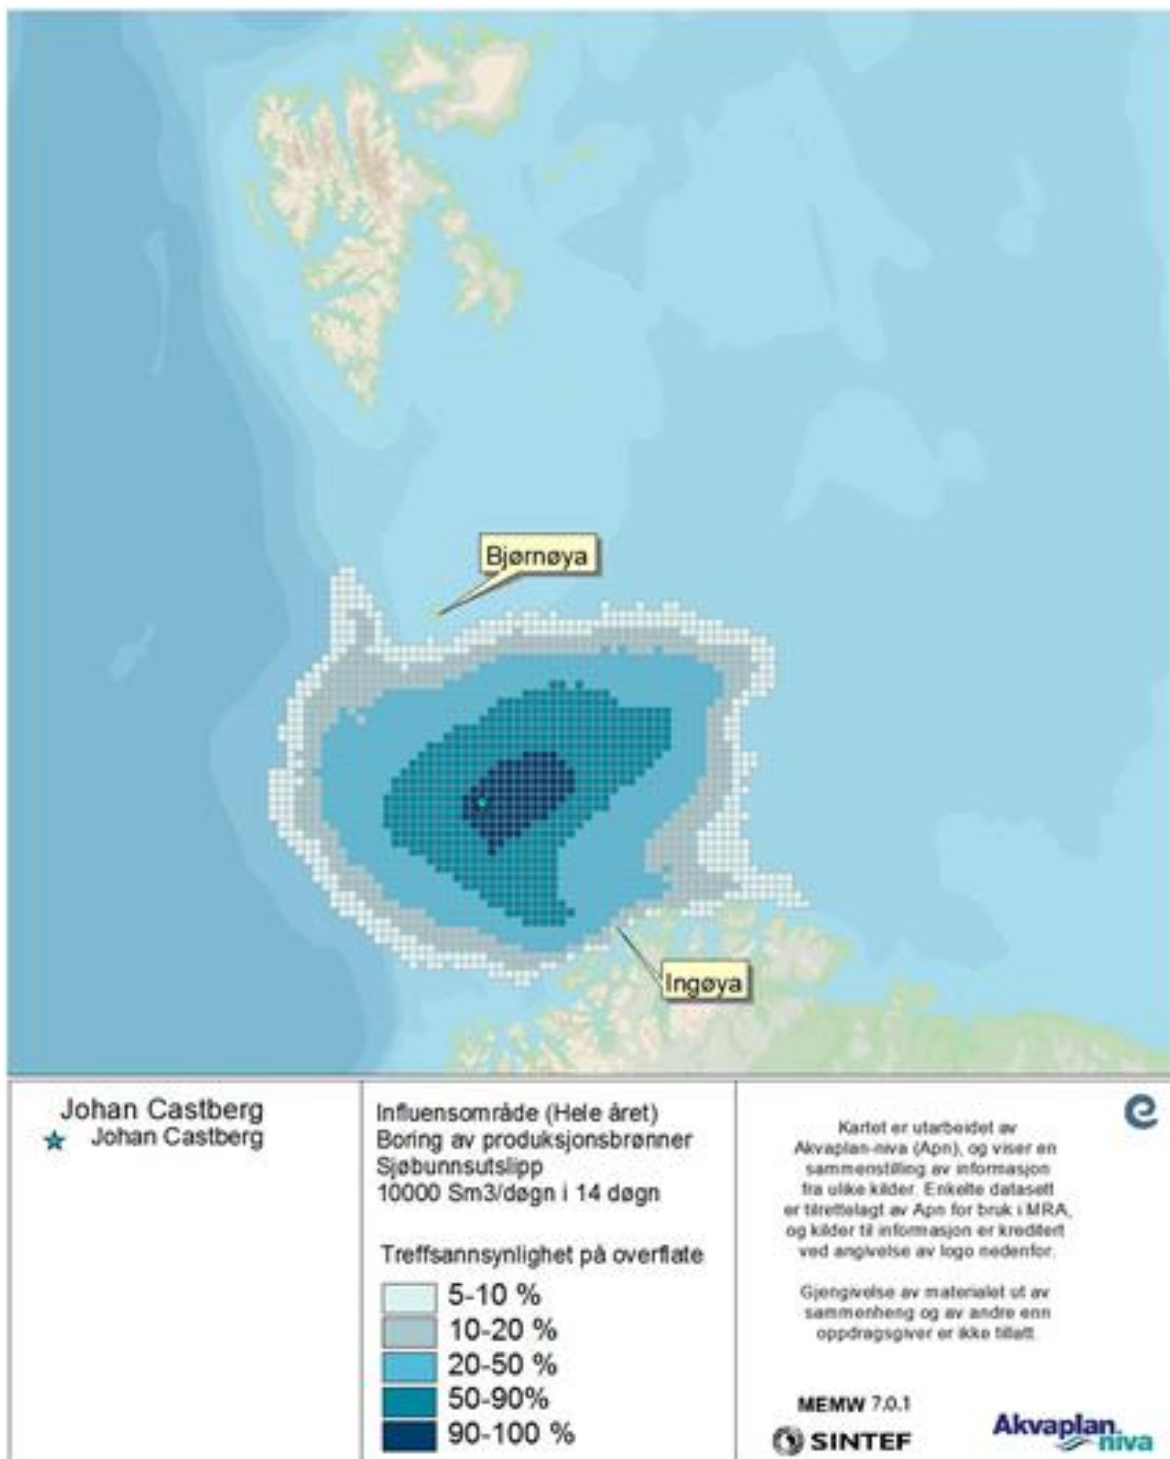 Bjørnøya
Ingøya
Johan Castberg
Johan Castberg
Influensområde (Hele året)
Boring av produksjonsbrønner
Sjøbunnsutslipp
10000 Sm3/døgn i 14 døgn
Treffsannsynlighet på overflate
5-10 %
10-20 %
20-50 %
50-90%
90-100 %
Kartet er utarbeidet av
Akvaplan-niva (Apn), og viser en
sammenstilling av informasjon
fra ulike kilder. Enkelte datasett
er tilrettelagt av Apn for bruk i MRA,
og kilder til informasjon er kreditert
ved angivelse av logo nedenfor.
Gjengivelse av materialet ut av
sammenheng og av andre enn
oppdragsgiver er ikke tillatt.
MEMW 7.0.1
SINTEF
Akvaplan
niva